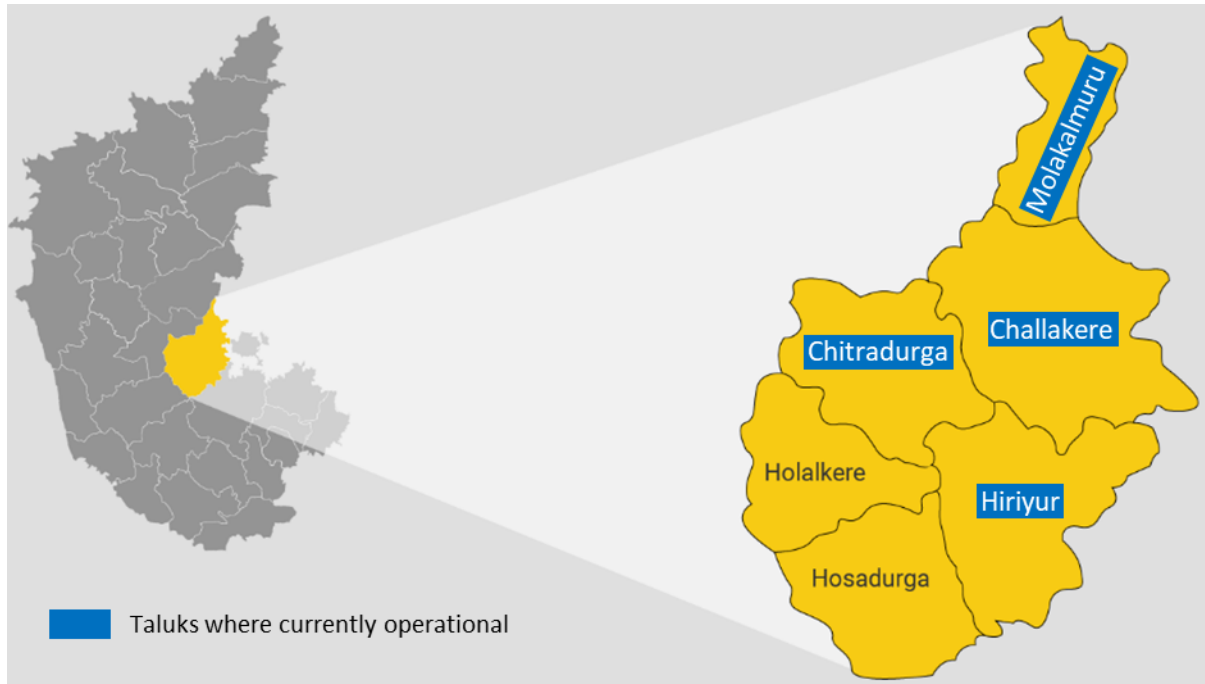 Molakalmuru
Challakere
Chitradurga
Holalkere
Hiriyur
Hosadurga
Taluks where currently operational